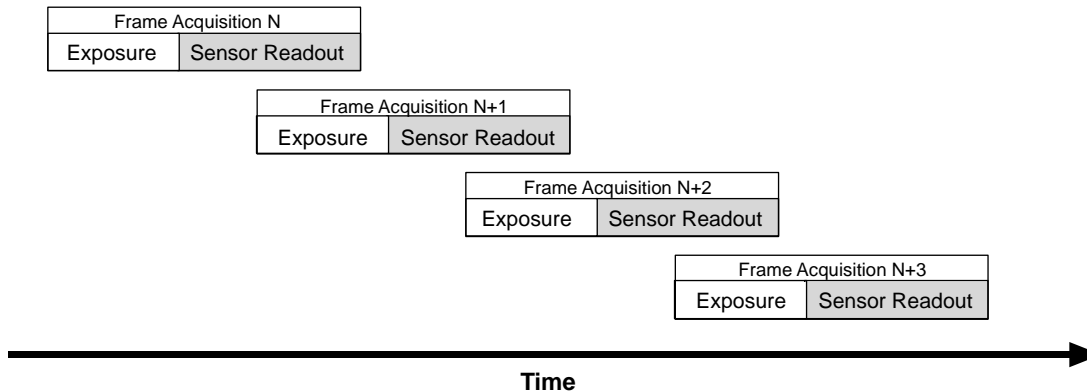 Frame Acquisition N
Exposure Sensor Readout
Frame Acquisition N+1
Exposure Sensor Readout
Frame Acquisition N+2
Exposure Sensor Readout
Frame Acquisition N+3
Exposure Sensor Readout
Time